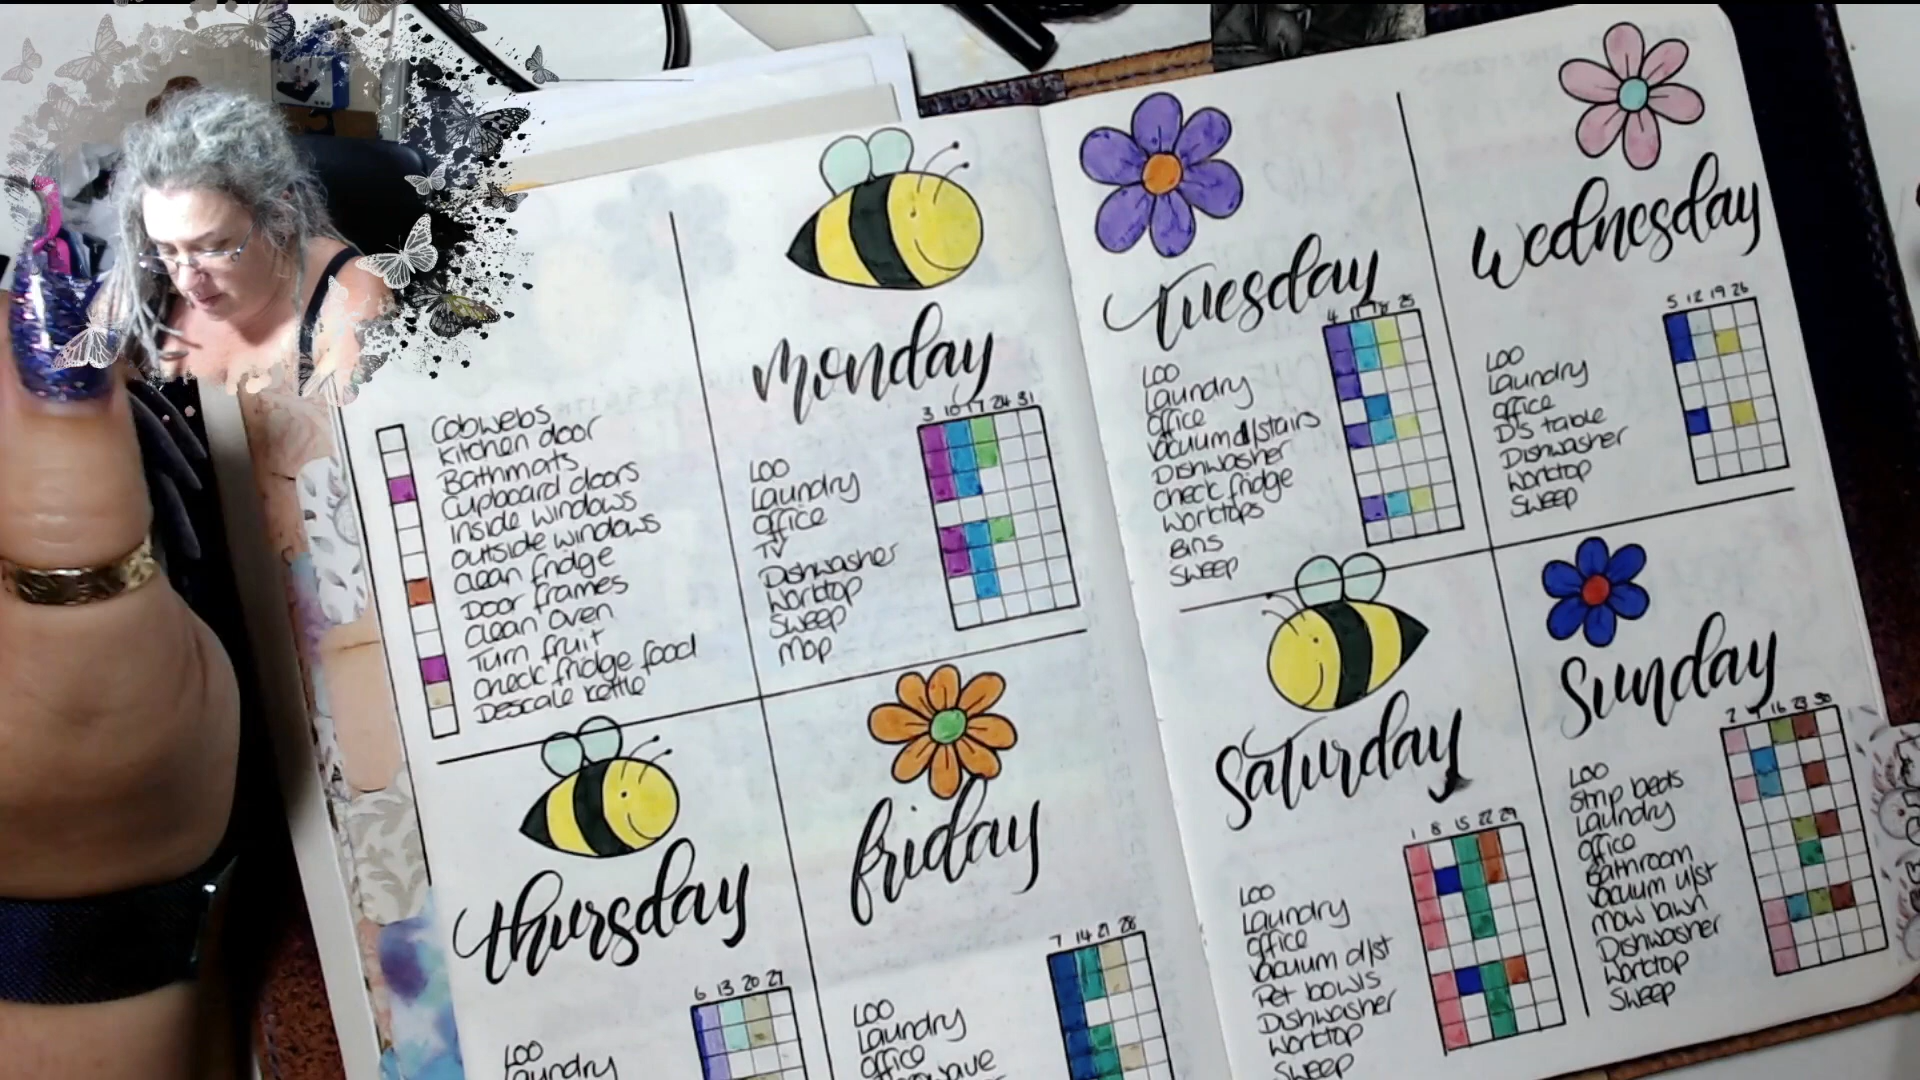 Cobwebs
Kitchen door
Bathmats
Cupboard doors
Inside windows
Outside windows
Clean fridge
Door frames
Clean oven
Turn fruit
Check fridge food
Descale kettle
Monday
3 10 17 24 31
Loo
Laundry
Office
TV
Dishwasher
Worktop
Sweep
Mop
Tuesday
4 11 18 25
Loo
Laundry
Office
Vacuum d/stairs
Dishwasher
Check fridge
Worktops
Bins
Sweep
Wednesday
5 12 19 26
Loo
Laundry
Office
D's table
Dishwasher
Worktop
Sweep
Thursday
6 13 20 27
Loo
Laundry
Friday
7 14 21 28
Loo
Laundry
Office
Saturday
1 8 15 22 29
Loo
Laundry
Office
Vacuum d/st
Pet bowls
Dishwasher
Worktop
Sweep
Sunday
2 9 16 23 30
Loo
Strip beds
Laundry
Office
Bathroom
Vacuum u/st
Mow lawn
Dishwasher
Worktop
Sweep